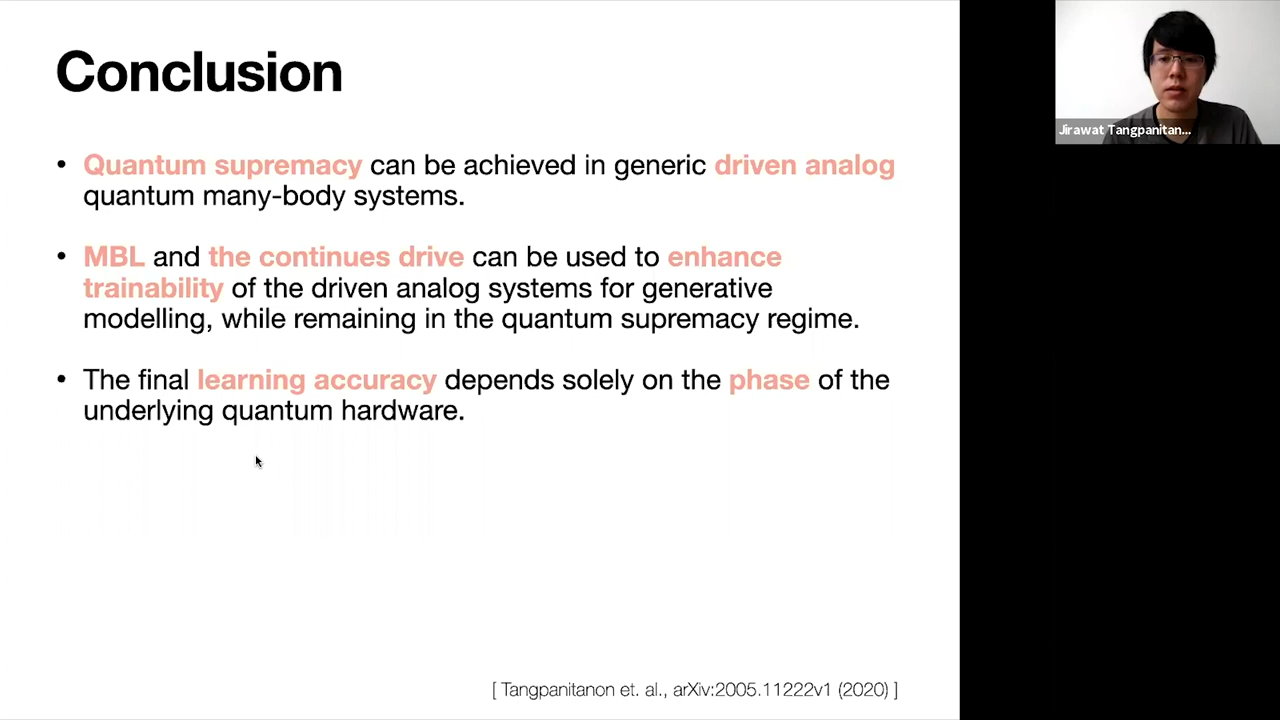 Conclusion
• Quantum supremacy can be achieved in generic driven analog
quantum many-body systems.
• MBL and the continues drive can be used to enhance
trainability of the driven analog systems for generative
modelling, while remaining in the quantum supremacy regime.
• The final learning accuracy depends solely on the phase of the
underlying quantum hardware.
[ Tangpanitanon et. al., arXiv:2005.11222v1 (2020) ]
Jirawat Tangpanitan...